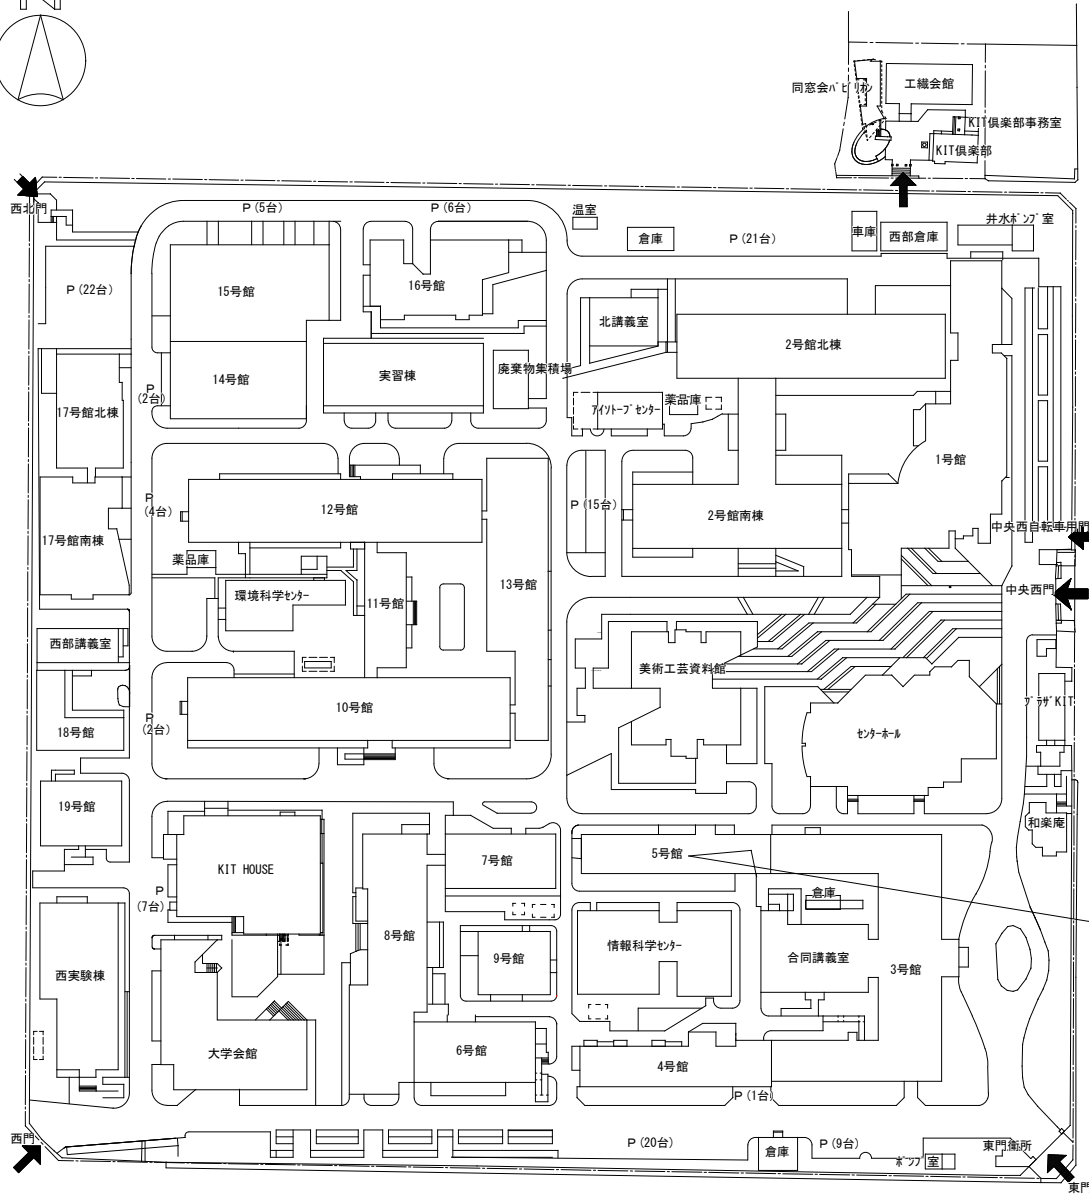 N
同窓会パビリオン
工繊会館
KIT倶楽部事務室
KIT倶楽部
西北門
P (5台)
P (6台)
温室
倉庫
P (21台)
車庫
西部倉庫
井水ポンプ室
P (22台)
15号館
16号館
北講義室
2号館北棟
14号館
実習棟
廃棄物集積場
P
(2台)
17号館北棟
アイソトープセンター
薬品庫
1号館
P
(4台)
12号館
P (15台)
2号館南棟
中央西自転車用門
17号館南棟
薬品庫
環境科学センター
11号館
13号館
中央西門
西部講義室
美術工芸資料館
プラザKIT
10号館
P
(2台)
18号館
センターホール
19号館
和楽庵
KIT HOUSE
7号館
5号館
P
(7台)
倉庫
8号館
9号館
情報科学センター
合同講義室
3号館
西実験棟
大学会館
6号館
4号館
P (1台)
西門
P (20台)
倉庫
P (9台)
ポンプ室
東門衛所
東門